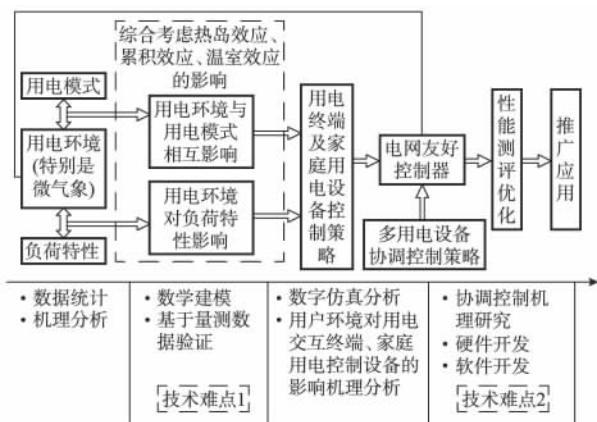 综合考虑热岛效应、
累积效应、温室效应
的影响
用电模式
用电环境
(特别是
微气象)
负荷特性
用电环境与
用电模式
相互影响
用电环境
对负荷特
性影响
用电
终端
及家
庭用
电设
备控
制策
略
电网友好
控制器
多用电设备
协调控制策略
性
能
测
评
优
化
推
广
应
用
• 数据统计
• 机理分析
• 数学建模
• 基于量测数
据验证
技术难点1
• 数字仿真分析
• 用户环境对用电
交互终端、家庭
用电控制设备的
影响机理分析
• 协调控制机
理研究
• 硬件开发
• 软件开发
技术难点2